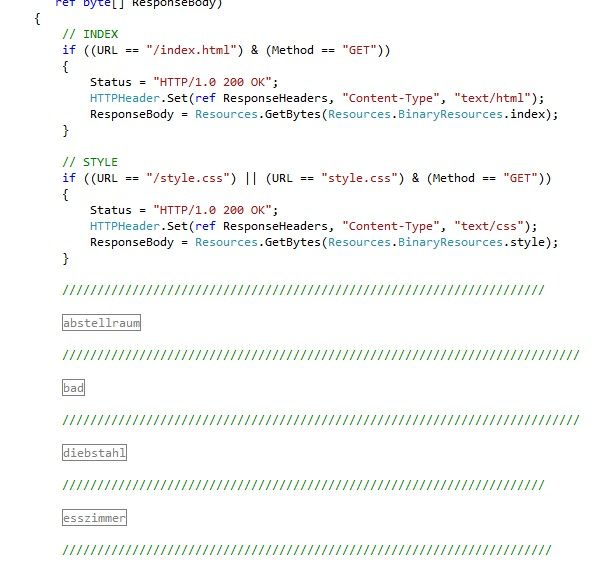 ref byte[] ResponseBody)
{
// INDEX
if ((URL == "/index.html") & (Method == "GET"))
{
Status = "HTTP/1.0 200 OK";
HTTPHeader.Set(ref ResponseHeaders, "Content-Type", "text/html");
ResponseBody = Resources.GetBytes(Resources.BinaryResources.index);
}
// STYLE
if ((URL == "/style.css") || (URL == "style.css") & (Method == "GET"))
{
Status = "HTTP/1.0 200 OK";
HTTPHeader.Set(ref ResponseHeaders, "Content-Type", "text/css");
ResponseBody = Resources.GetBytes(Resources.BinaryResources.style);
}
/////////////////////////////////////////////////////////////////////
abstellraum
//////////////////////////////////////////////////////////////////////////
bad
//////////////////////////////////////////////////////////////////////////
diebstahl
/////////////////////////////////////////////////////////////////////
esszimmer
//////////////////////////////////////////////////////////////////////